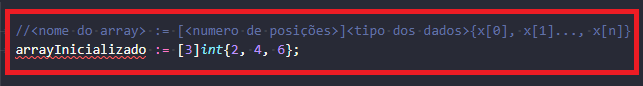 //<nome do array> := [<numero de posições>]<tipo dos dados>{x[0], x[1]..., x[n]}
arrayInicializado := [3]int{2, 4, 6};